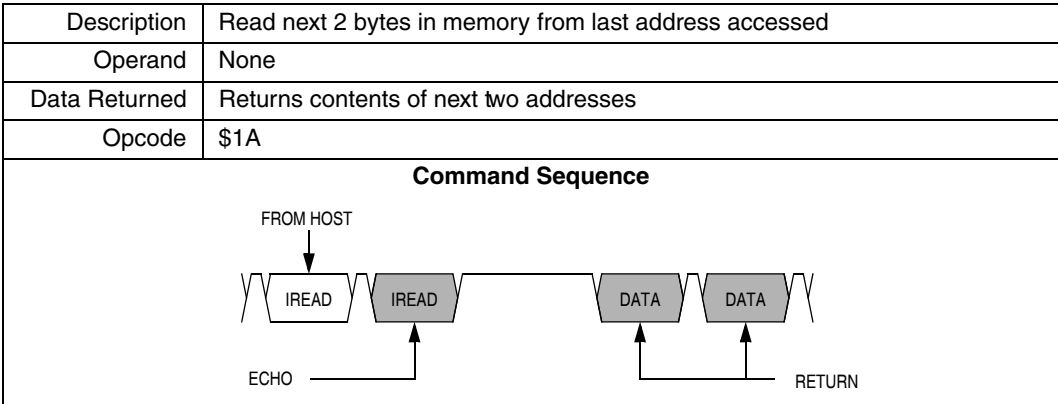 Description Read next 2 bytes in memory from last address accessed
Operand None
Data Returned Returns contents of next two addresses
Opcode $1A
Command Sequence
FROM HOST
IREAD IREAD DATA DATA
ECHO RETURN